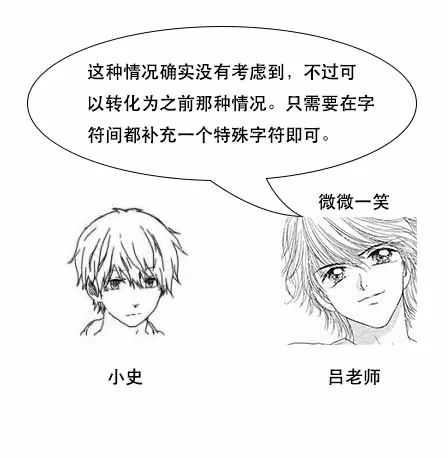 这种情况确实没有考虑到，不过可
以转化为之前那种情况。只需要在字
符间都补充一个特殊字符即可。
微微一笑
小史
吕老师